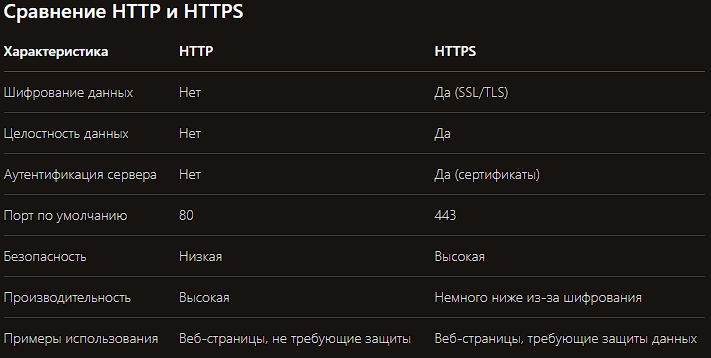 Сравнение HTTP и HTTPS
Характеристика HTTP HTTPS
Шифрование данных Нет Да (SSL/TLS)
Целостность данных Нет Да
Аутентификация сервера Нет Да (сертификаты)
Порт по умолчанию 80 443
Безопасность Низкая Высокая
Производительность Высокая Немного ниже из-за шифрования
Примеры использования Веб-страницы, не требующие защиты Веб-страницы, требующие защиты данных